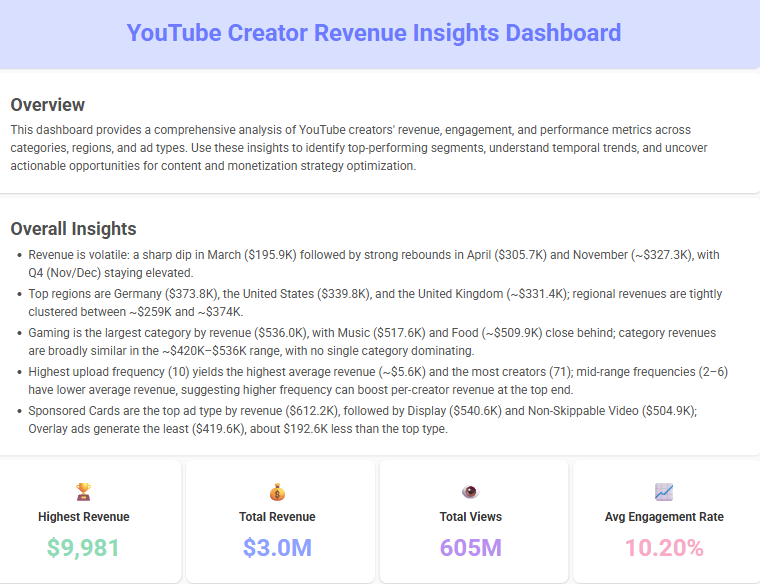 YouTube Creator Revenue Insights Dashboard
Overview
This dashboard provides a comprehensive analysis of YouTube creators' revenue, engagement, and performance metrics across
categories, regions, and ad types. Use these insights to identify top-performing segments, understand temporal trends, and uncover
actionable opportunities for content and monetization strategy optimization.
Overall Insights
• Revenue is volatile: a sharp dip in March ($195.9K) followed by strong rebounds in April ($305.7K) and November (~$327.3K), with
Q4 (Nov/Dec) staying elevated.
• Top regions are Germany ($373.8K), the United States ($339.8K), and the United Kingdom (~$331.4K); regional revenues are tightly
clustered between ~$259K and ~$374K.
• Gaming is the largest category by revenue ($536.0K), with Music ($517.6K) and Food (~$509.9K) close behind; category revenues
are broadly similar in the ~$420K–$536K range, with no single category dominating.
• Highest upload frequency (10) yields the highest average revenue (~$5.6K) and the most creators (71); mid-range frequencies (2–6)
have lower average revenue, suggesting higher frequency can boost per-creator revenue at the top end.
• Sponsored Cards are the top ad type by revenue ($612.2K), followed by Display ($540.6K) and Non-Skippable Video ($504.9K);
Overlay ads generate the least ($419.6K), about $192.6K less than the top type.
Highest Revenue
$9,981
Total Revenue
$3.0M
Total Views
605M
Avg Engagement Rate
10.20%